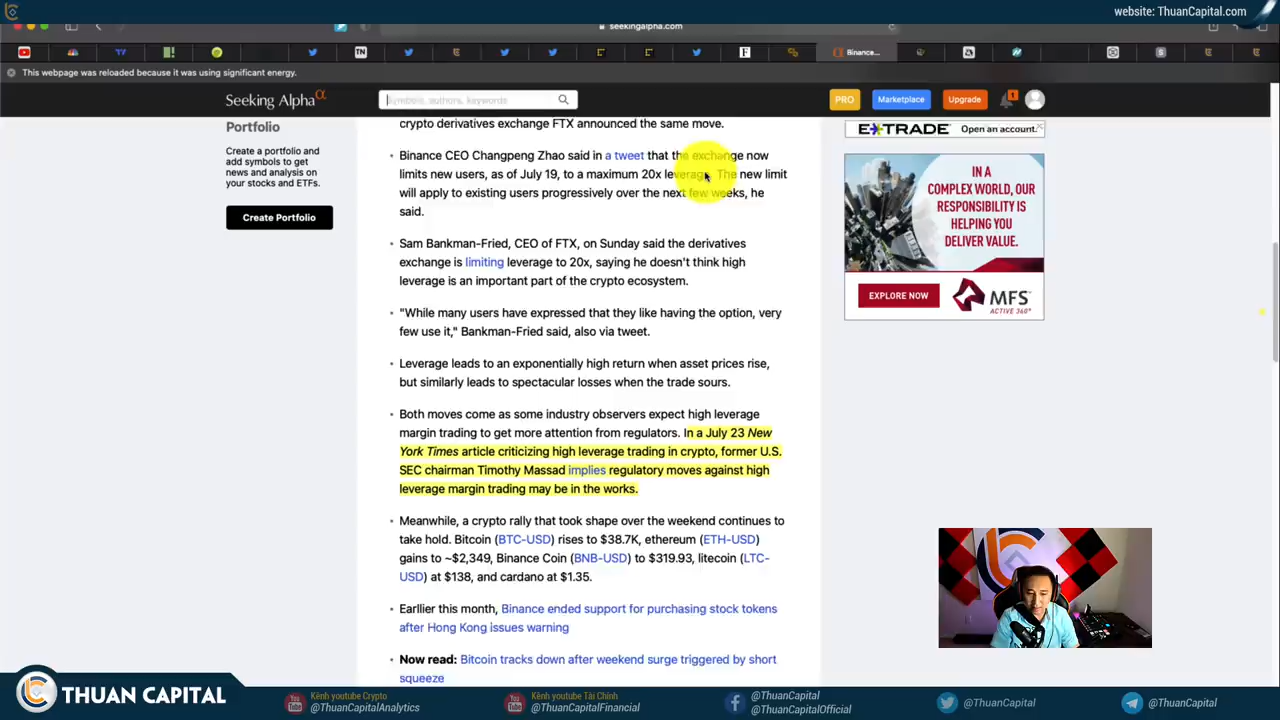 website: ThuanCapital.com
seekingalpha.com
TN
F
S
Binance...
This webpage was reloaded because it was using significant energy.
Seeking Alpha α
Symbols, authors, keywords
PRO
Marketplace
Upgrade
1
Portfolio
Create a portfolio and
add symbols to get
news and analysis on
your stocks and ETFs.
Create Portfolio
crypto derivatives exchange FTX announced the same move.
Binance CEO Changpeng Zhao said in a tweet that the exchange now
limits new users, as of July 19, to a maximum 20x leverage. The new limit
will apply to existing users progressively over the next few weeks, he
said.
Sam Bankman-Fried, CEO of FTX, on Sunday said the derivatives
exchange is limiting leverage to 20x, saying he doesn't think high
leverage is an important part of the crypto ecosystem.
"While many users have expressed that they like having the option, very
few use it," Bankman-Fried said, also via tweet.
Leverage leads to an exponentially high return when asset prices rise,
but similarly leads to spectacular losses when the trade sours.
Both moves come as some industry observers expect high leverage
margin trading to get more attention from regulators. In a July 23 New
York Times article criticizing high leverage trading in crypto, former U.S.
SEC chairman Timothy Massad implies regulatory moves against high
leverage margin trading may be in the works.
Meanwhile, a crypto rally that took shape over the weekend continues to
take hold. Bitcoin (BTC-USD) rises to $38.7K, ethereum (ETH-USD)
gains to ~$2,349, Binance Coin (BNB-USD) to $319.93, litecoin (LTC-
USD) at $138, and cardano at $1.35.
Earlier this month, Binance ended support for purchasing stock tokens
after Hong Kong issues warning
Now read: Bitcoin tracks down after weekend surge triggered by short
squeeze
E*TRADE Open an account.
IN A
COMPLEX WORLD, OUR
RESPONSIBILITY IS
HELPING YOU
DELIVER VALUE.
EXPLORE NOW
MFS
ACTIVE 360°
THUAN CAPITAL
Kênh youtube Crypto
@ThuanCapitalAnalytics
Kênh youtube Tài Chính
@ThuanCapitalFinancial
@ThuanCapital
@ThuanCapitalOfficial
@ThuanCapital
@ThuanCapital